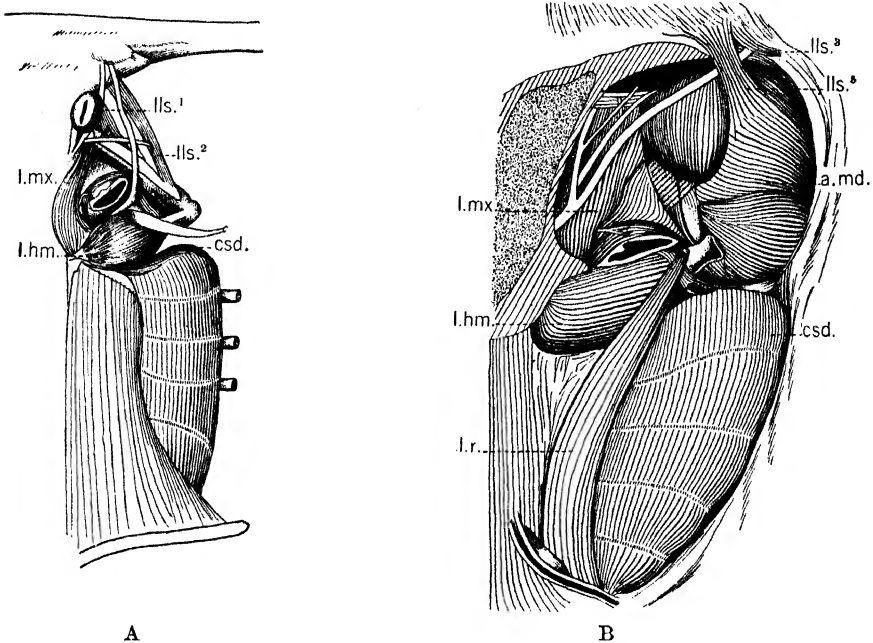 lls.¹
lls.²
l.mx.
l.hm.
csd.
A
lls.³
lls.⁵
a.md.
l.mx.
l.hm.
csd.
l.r.
B